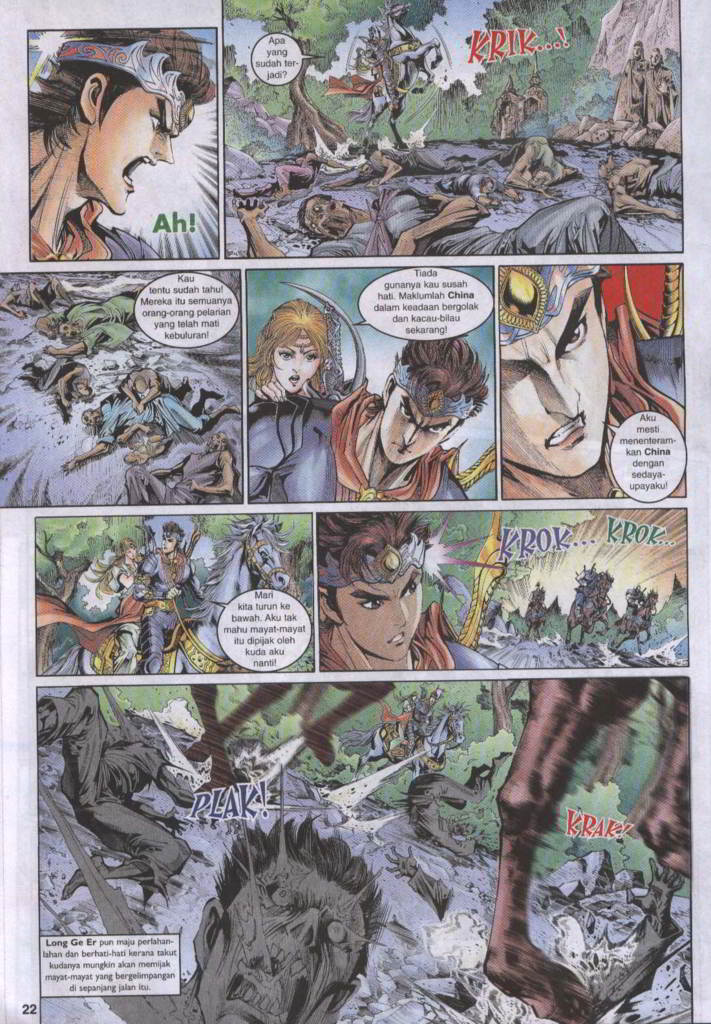 Ah!
Apa
yang
sudah ter-
jadi?
KRIK...!
Kau
tentu sudah tahu!
Mereka itu semuanya
orang-orang pelarian
yang telah mati
kebuluran!
Tiada
gunanya kau susah
hati. Maklumlah China
dalam keadaan bergolak
dan kacau-bilau
sekarang!
Aku
mesti
menenteram-
kan China
dengan
sedaya-
upayaku!
Mari
kita turun ke
bawah. Aku tak
mahu mayat-mayat
itu dipijak oleh
kuda aku
nanti!
KROK... KROK..
PLAK!
KRAK!
Long Ge Er pun maju perlahan-
lahan dan berhati-hati kerana takut
kudanya mungkin akan memijak
mayat-mayat yang bergelimpangan
di sepanjang jalan itu.
22